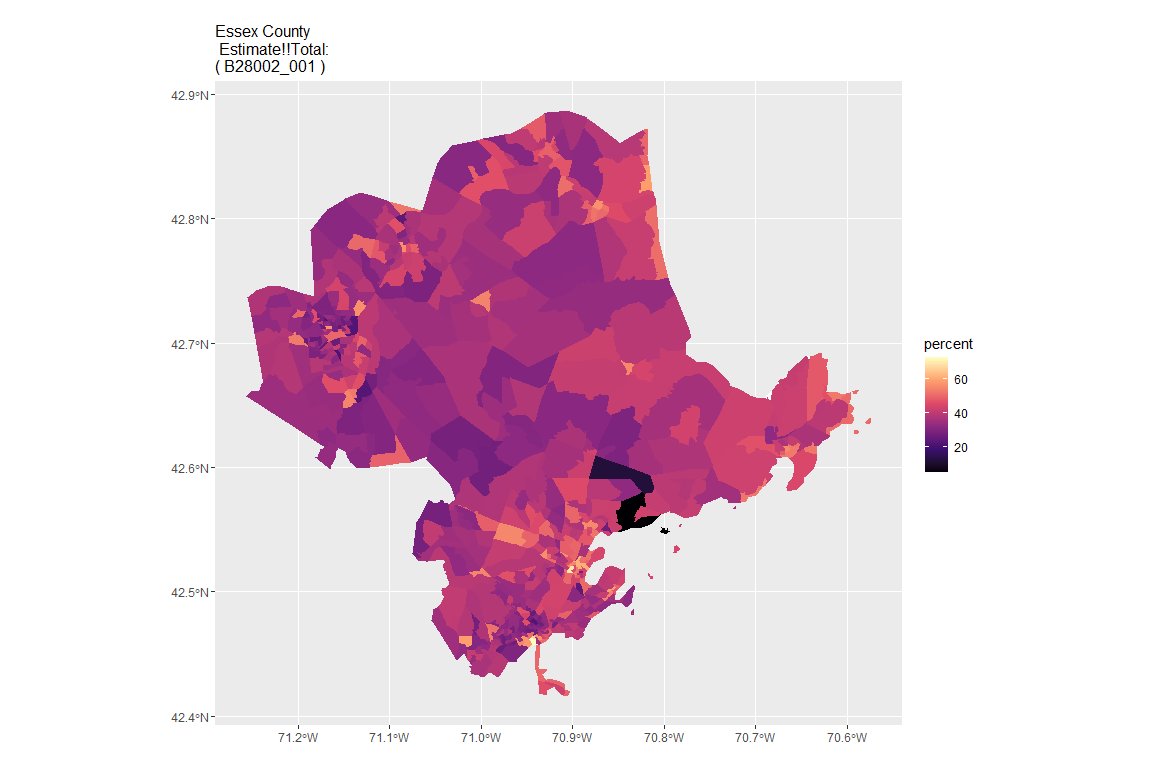 Essex County
Estimate!!Total:
( B28002_001 )
42.9°N
42.8°N
42.7°N
42.6°N
42.5°N
42.4°N
71.2°W
71.1°W
71.0°W
70.9°W
70.8°W
70.7°W
70.6°W
percent
60
40
20